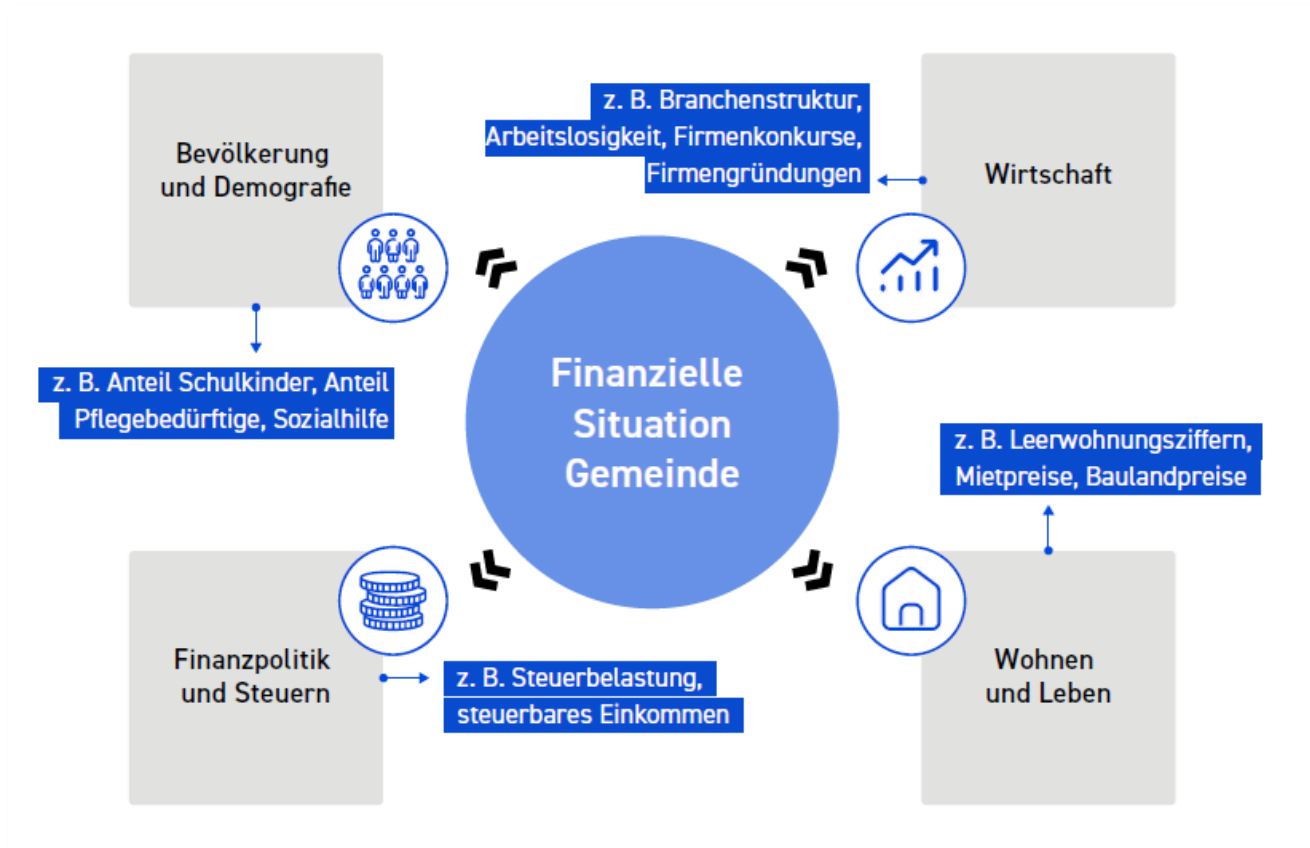 Bevölkerung
und Demografie
z. B. Anteil Schulkinder, Anteil
Pflegebedürftige, Sozialhilfe
z. B. Branchenstruktur,
Arbeitslosigkeit, Firmenkonkurse,
Firmengründungen
Wirtschaft
Finanzielle
Situation
Gemeinde
Finanzpolitik
und Steuern
z. B. Steuerbelastung,
steuerbares Einkommen
z. B. Leerwohnungsziffern,
Mietpreise, Baulandpreise
Wohnen
und Leben